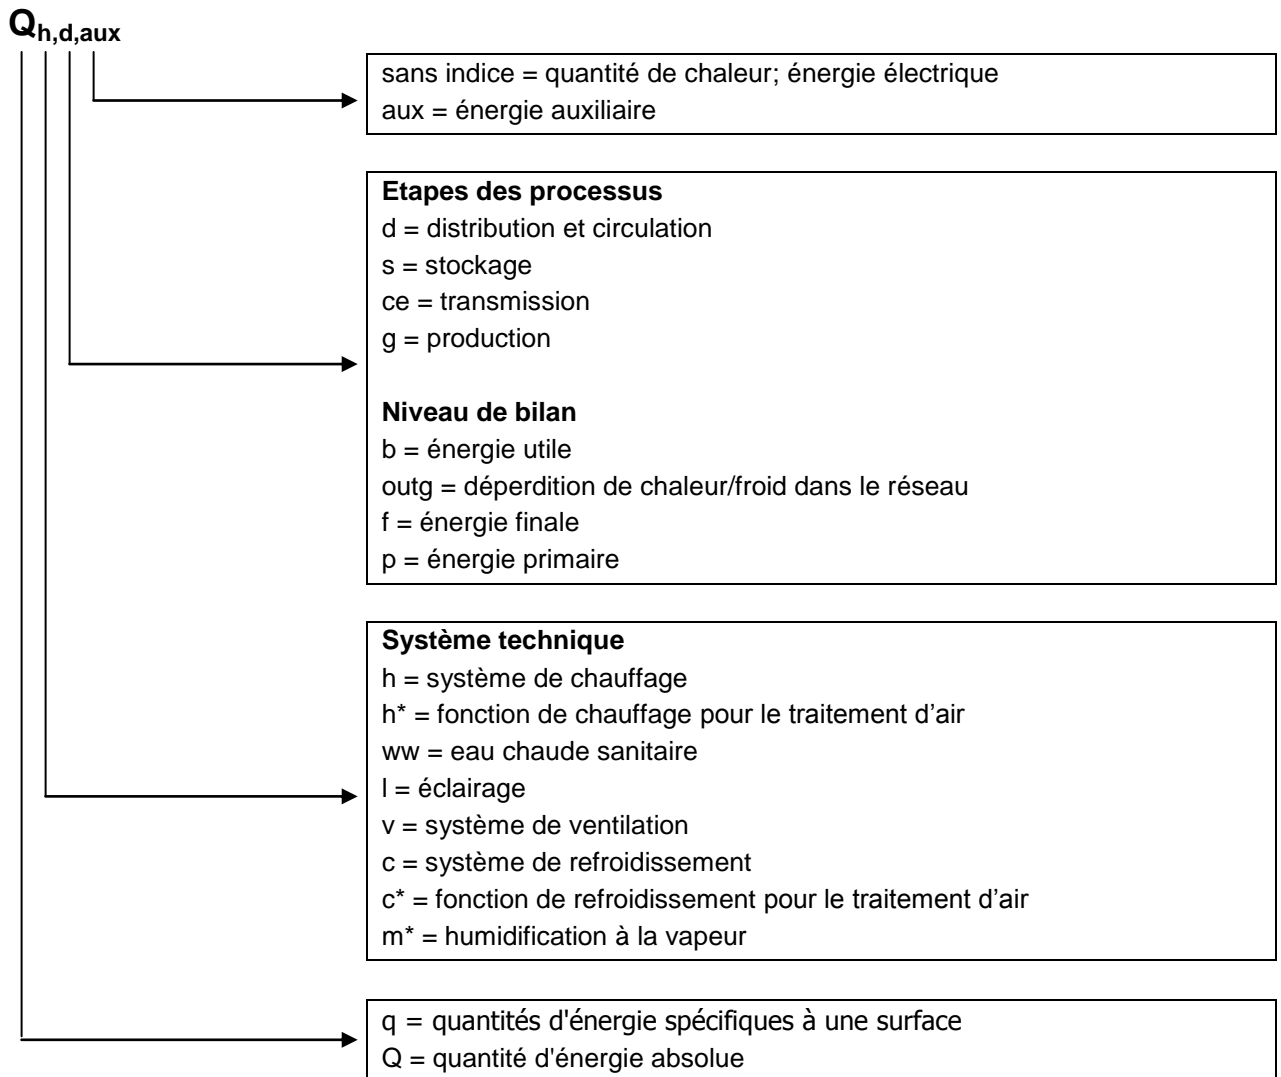 Qh,d,aux
sans indice = quantité de chaleur; énergie électrique
aux = énergie auxiliaire
Etapes des processus
d = distribution et circulation
s = stockage
ce = transmission
g = production
Niveau de bilan
b = énergie utile
outg = déperdition de chaleur/froid dans le réseau
f = énergie finale
p = énergie primaire
Système technique
h = système de chauffage
h* = fonction de chauffage pour le traitement d’air
ww = eau chaude sanitaire
l = éclairage
v = système de ventilation
c = système de refroidissement
c* = fonction de refroidissement pour le traitement d’air
m* = humidification à la vapeur
q = quantités d'énergie spécifiques à une surface
Q = quantité d'énergie absolue